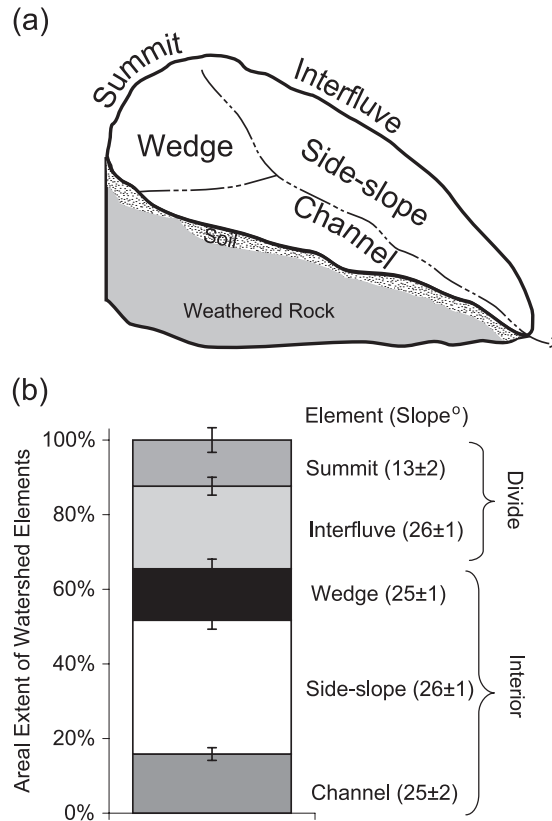 (a)
Summit
Interfluve
Wedge
Side-slope
Channel
Soil
Weathered Rock
(b)
Element (Slope°)
Areal Extent of Watershed Elements
100%
80%
60%
40%
20%
0%
Summit (13±2)
Interfluve (26±1)
Wedge (25±1)
Side-slope (26±1)
Channel (25±2)
Divide
Interior